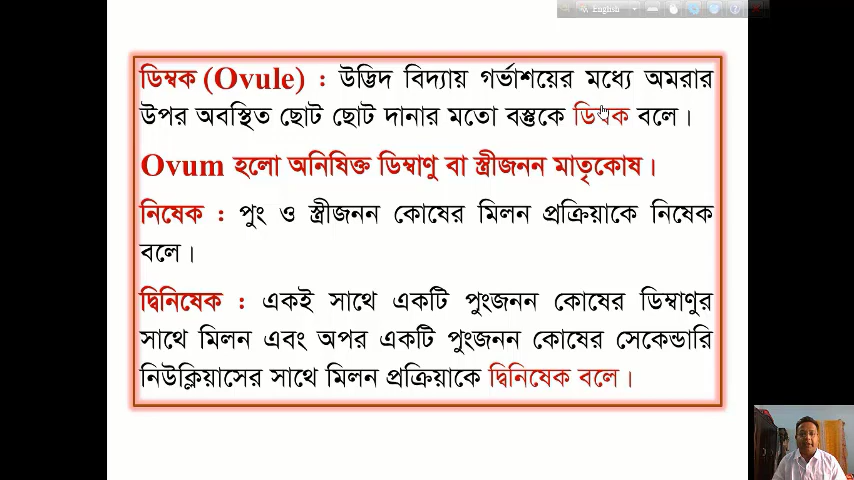 English
ডিম্বক (Ovule) : উদ্ভিদ বিদ্যায় গর্ভাশয়ের মধ্যে অমরার
উপর অবস্থিত ছোট ছোট দানার মতো বস্তুকে ডিম্বক বলে।
Ovum হলো অনিষিক্ত ডিম্বাণু বা স্ত্রীজনন মাতৃকোষ।
নিষেক : পুং ও স্ত্রীজনন কোষের মিলন প্রক্রিয়াকে নিষেক
বলে।
দ্বিনিষেক : একই সাথে একটি পুংজনন কোষের ডিম্বাণুর
সাথে মিলন এবং অপর একটি পুংজনন কোষের সেকেন্ডারি
নিউক্লিয়াসের সাথে মিলন প্রক্রিয়াকে দ্বিনিষেক বলে।